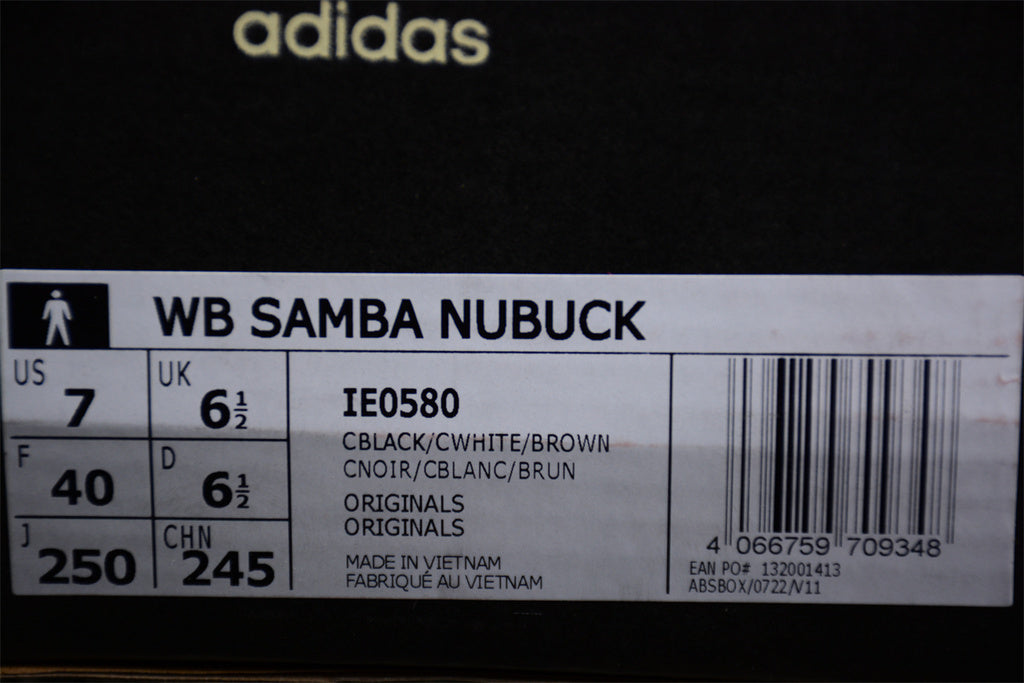 adidas
WB SAMBA NUBUCK
US 7
UK 6½
F 40
D 6½
J 250
CHN 245
IE0580
CBLACK/CWHITE/BROWN
CNOIR/CBLANC/BRUN
ORIGINALS
ORIGINALS
MADE IN VIETNAM
FABRIQUÉ AU VIETNAM
4 066759 709348
EAN PO# 132001413
ABSBOX/0722/V11